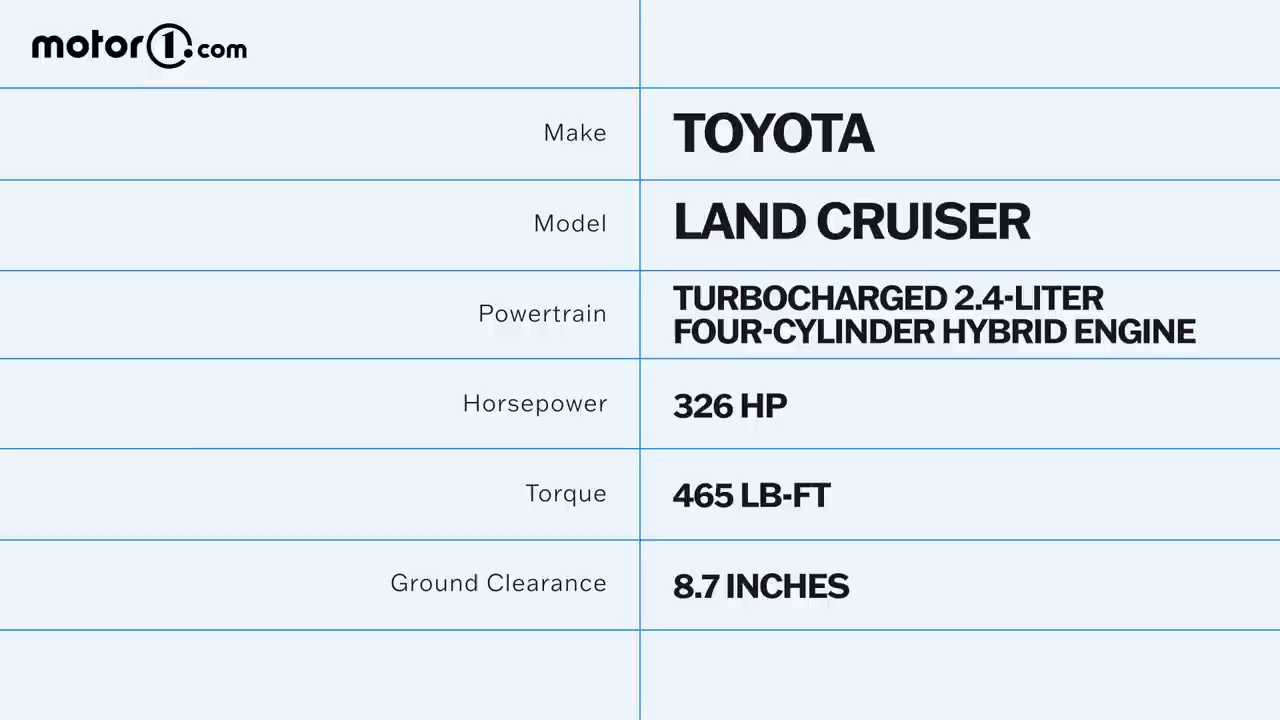 motor1.com
Make TOYOTA
Model LAND CRUISER
Powertrain TURBOCHARGED 2.4-LITER
FOUR-CYLINDER HYBRID ENGINE
Horsepower 326 HP
Torque 465 LB-FT
Ground Clearance 8.7 INCHES